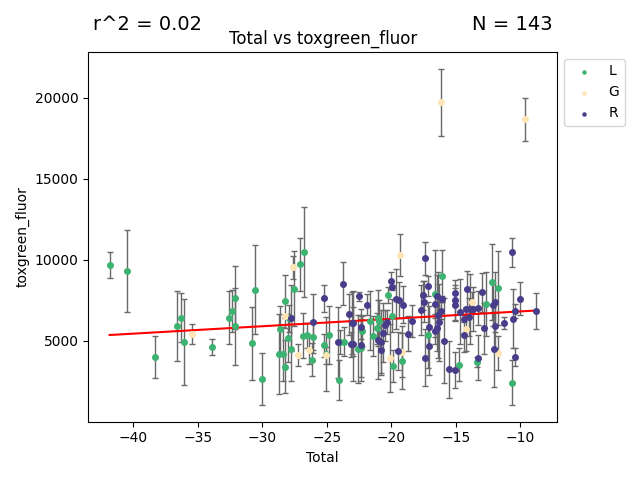 r^2 = 0.02
N = 143
Total vs toxgreen_fluor
20000
15000
10000
5000
toxgreen_fluor
−40
−35
−30
−25
−20
−15
−10
Total
L
G
R